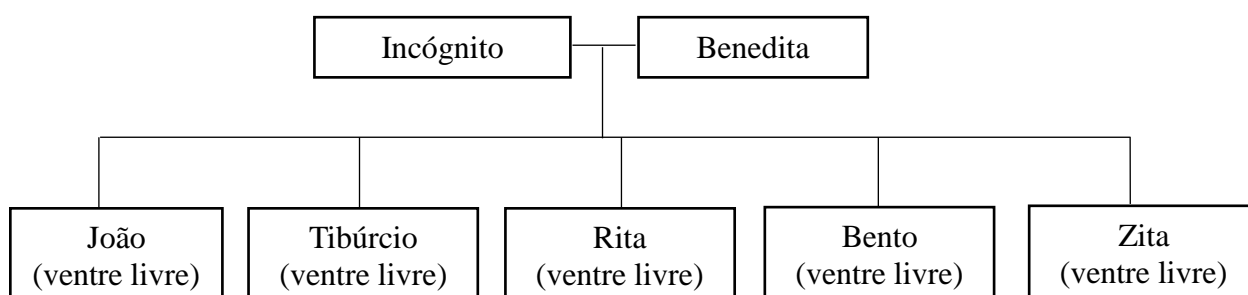 Incógnito
Benedita
João
(ventre livre)
Tibúrcio
(ventre livre)
Rita
(ventre livre)
Bento
(ventre livre)
Zita
(ventre livre)